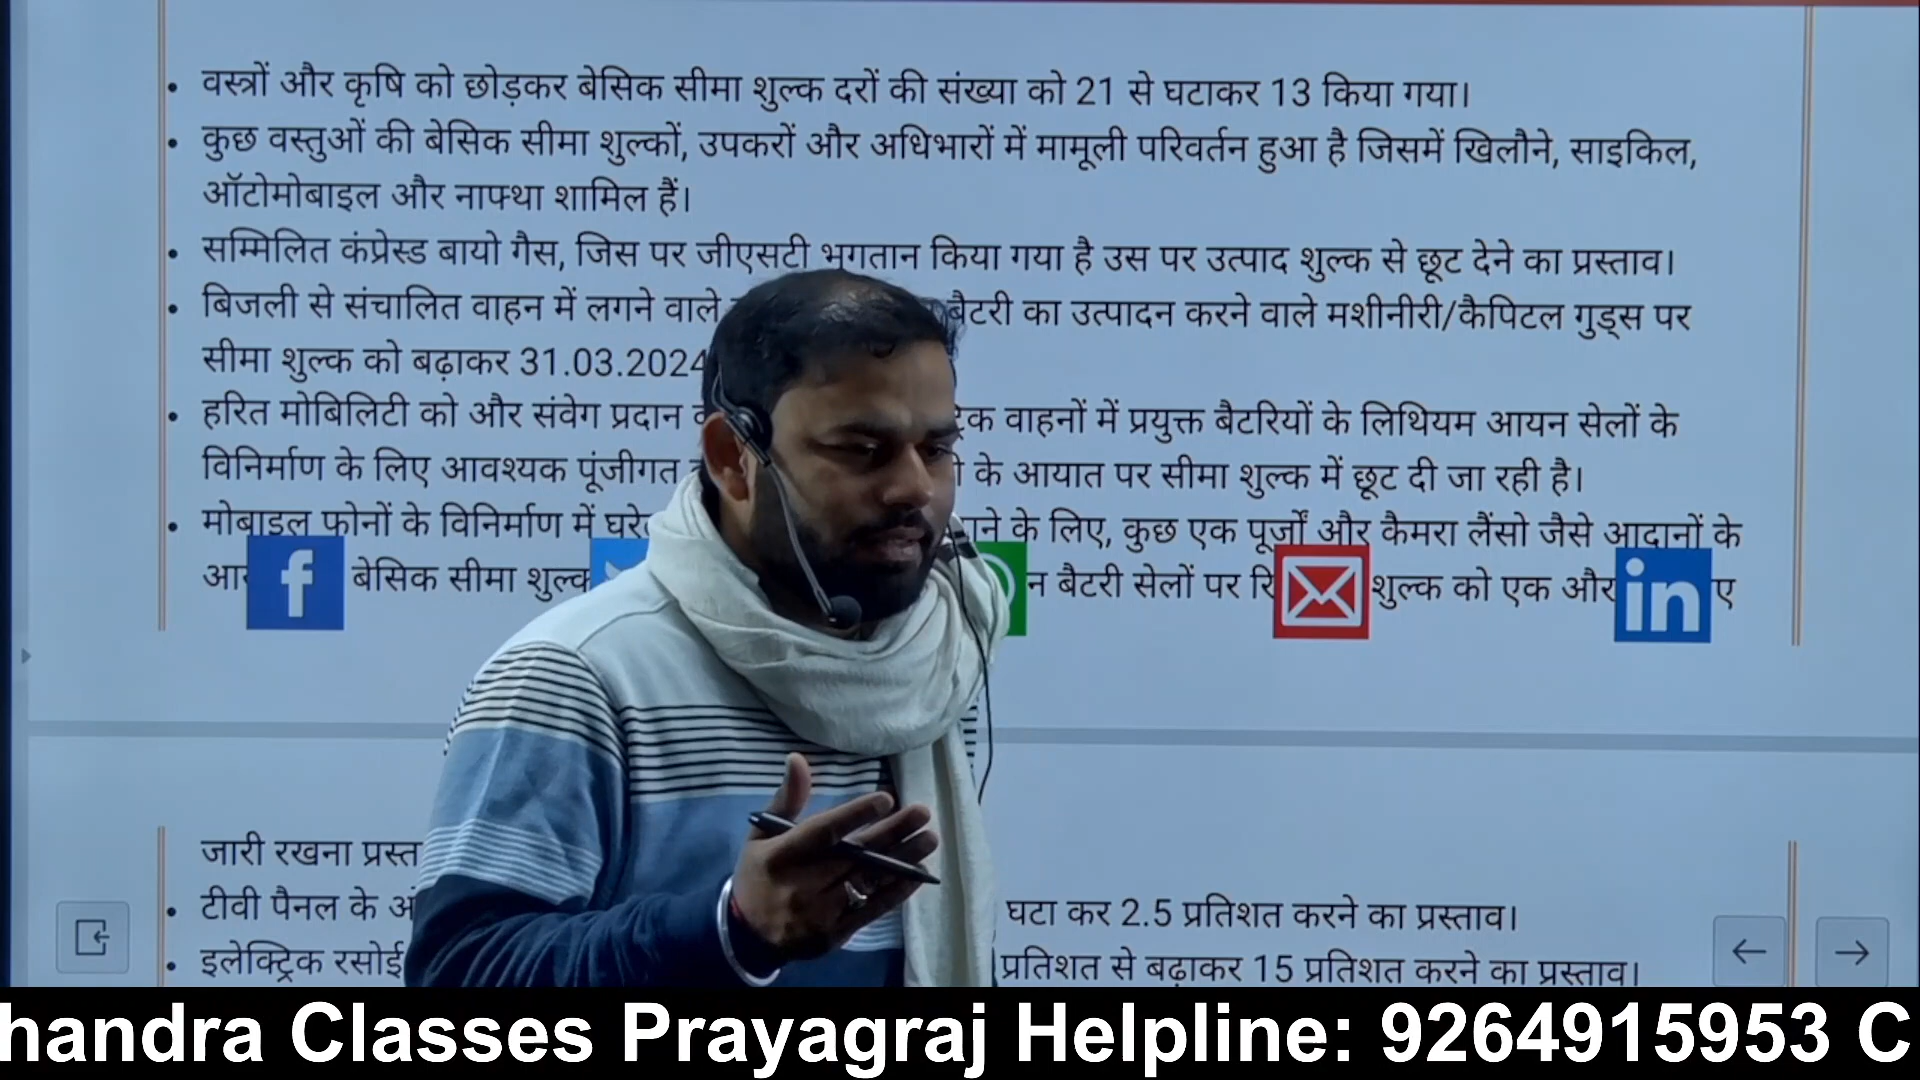 वस्त्रों और कृषि को छोड़कर बेसिक सीमा शुल्क दरों की संख्या को 21 से घटाकर 13 किया गया।
कुछ वस्तुओं की बेसिक सीमा शुल्कों, उपकरों और अधिभारों में मामूली परिवर्तन हुआ है जिसमें खिलौने, साइकिल,
ऑटोमोबाइल और नाफ्था शामिल हैं।
सम्मिलित कंप्रेस्ड बायो गैस, जिस पर जीएसटी भुगतान किया गया है उस पर उत्पाद शुल्क से छूट देने का प्रस्ताव।
बिजली से संचालित वाहन में लगने वाले बैटरी का उत्पादन करने वाले मशीनीरी/कैपिटल गुड्स पर
सीमा शुल्क को बढ़ाकर 31.03.2024
हरित मोबिलिटी को और संवेग प्रदान वाहनों में प्रयुक्त बैटरियों के लिथियम आयन सेलों के
विनिर्माण के लिए आवश्यक पूंजीगत के आयात पर सीमा शुल्क में छूट दी जा रही है।
मोबाइल फोनों के विनिर्माण में के लिए, कुछ एक पूर्जों और कैमरा लैंसो जैसे आदानों के
f बेसिक सीमा शुल्क बैटरी सेलों पर शुल्क को एक और in
जारी रखना
टीवी पैनल के घटा कर 2.5 प्रतिशत करने का प्रस्ताव।
इलेक्ट्रिक रसोई प्रतिशत से बढ़ाकर 15 प्रतिशत करने का प्रस्ताव।
handra Classes Prayagraj Helpline: 9264915953 C